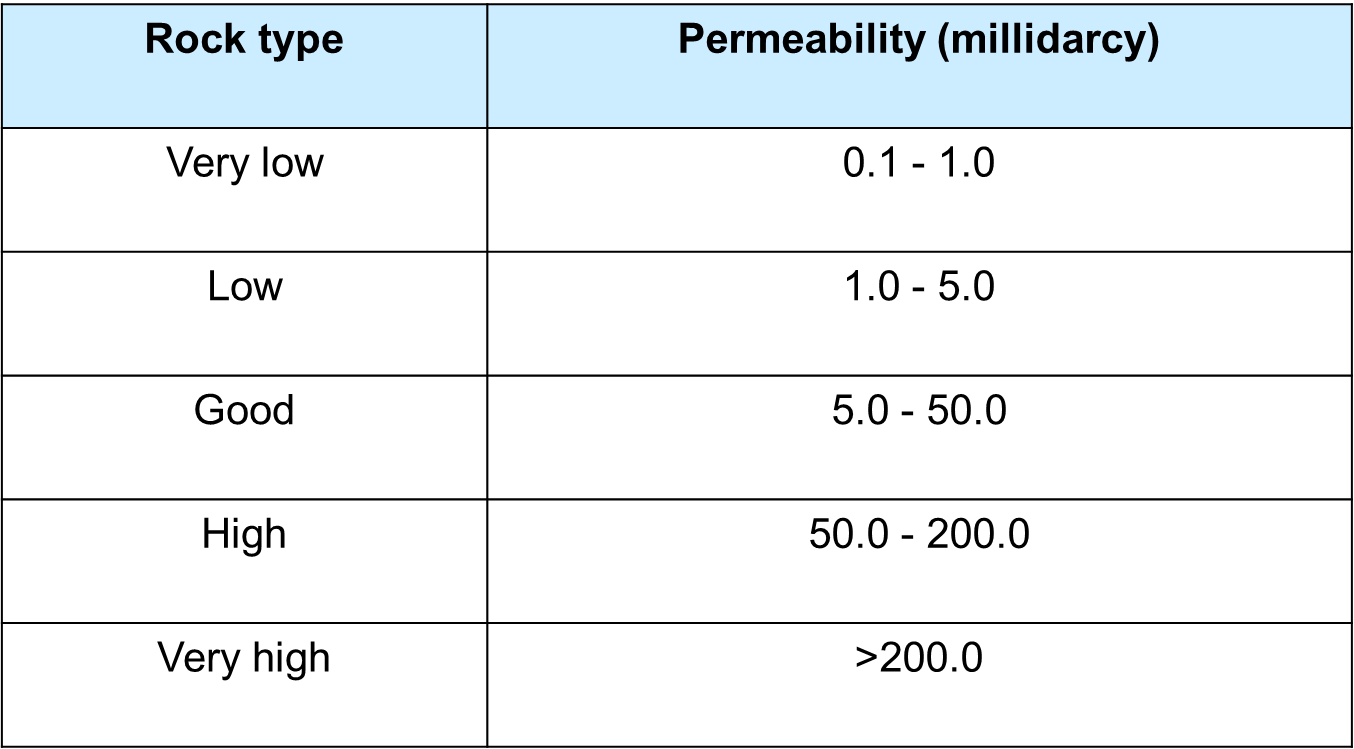 Rock type Permeability (millidarcy)
Very low 0.1 - 1.0
Low 1.0 - 5.0
Good 5.0 - 50.0
High 50.0 - 200.0
Very high >200.0